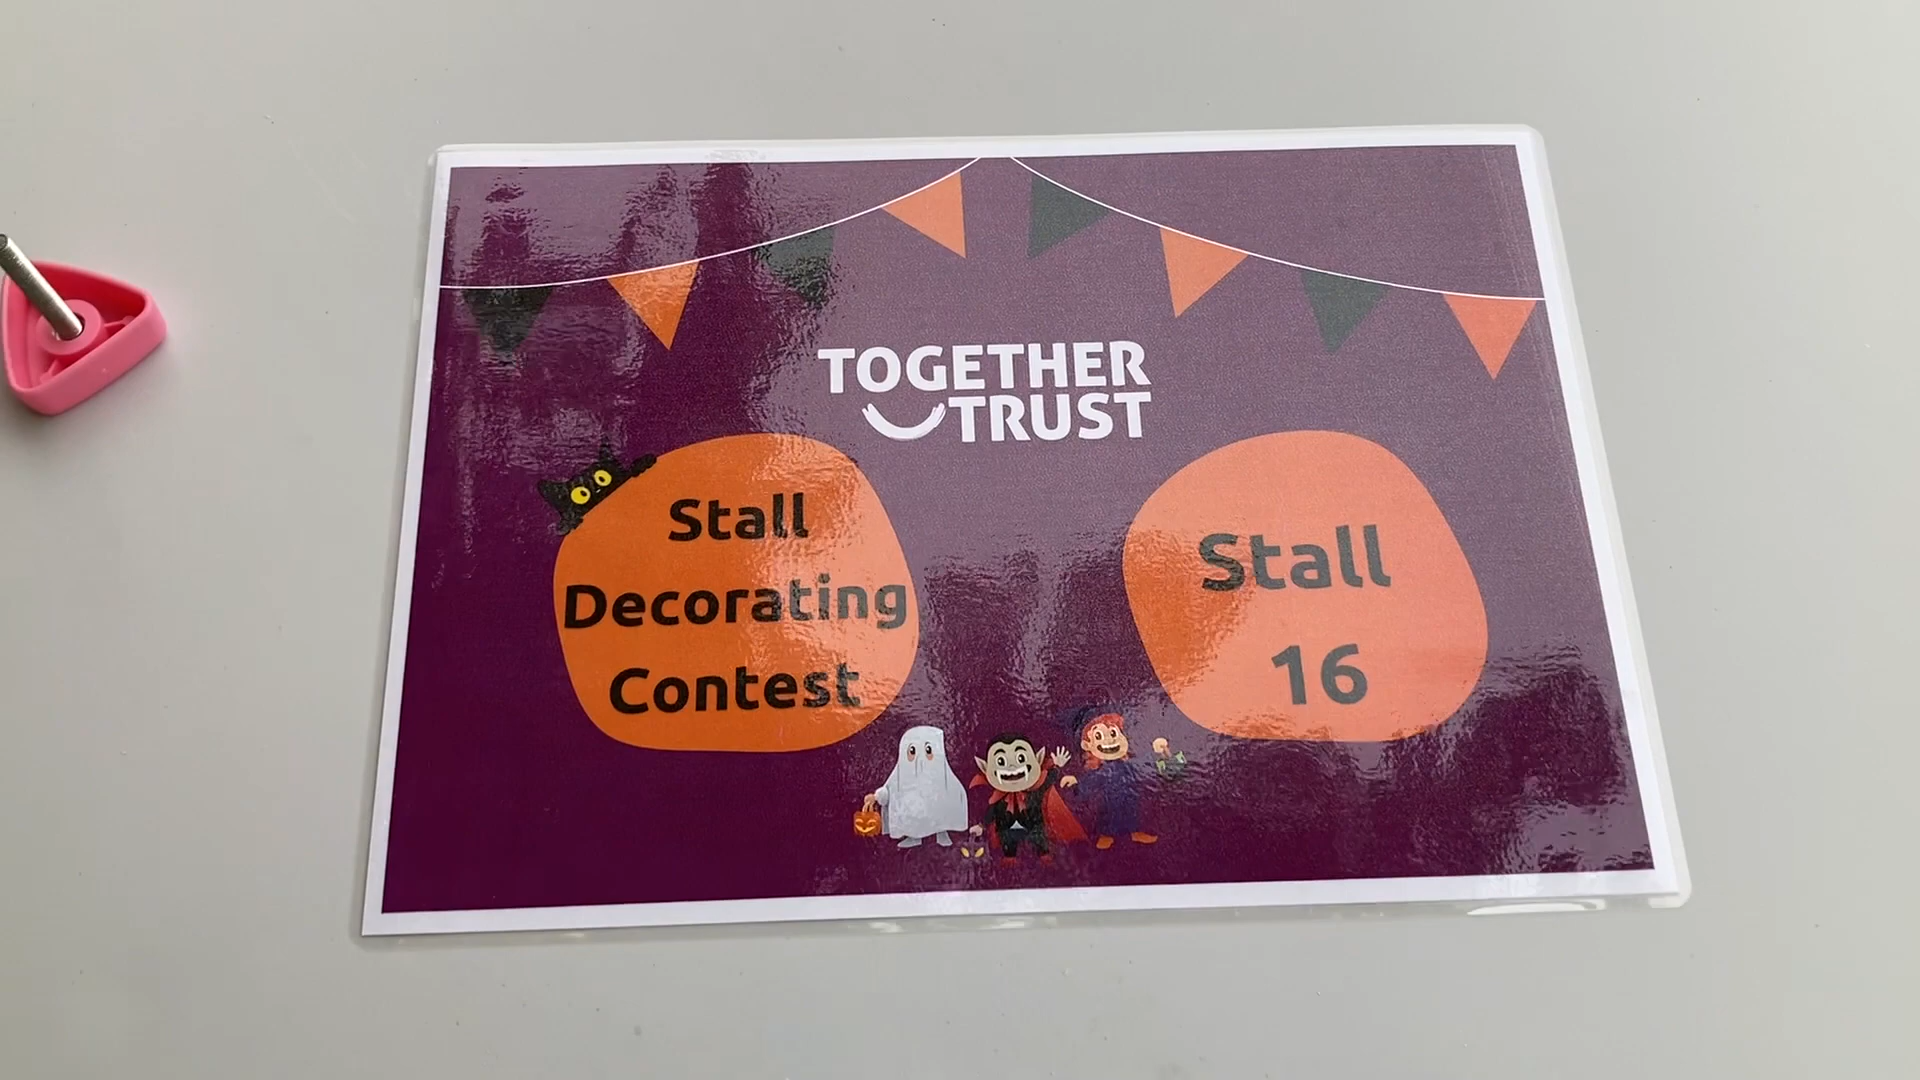 TOGETHER
TRUST
Stall
Decorating
Contest
Stall
16